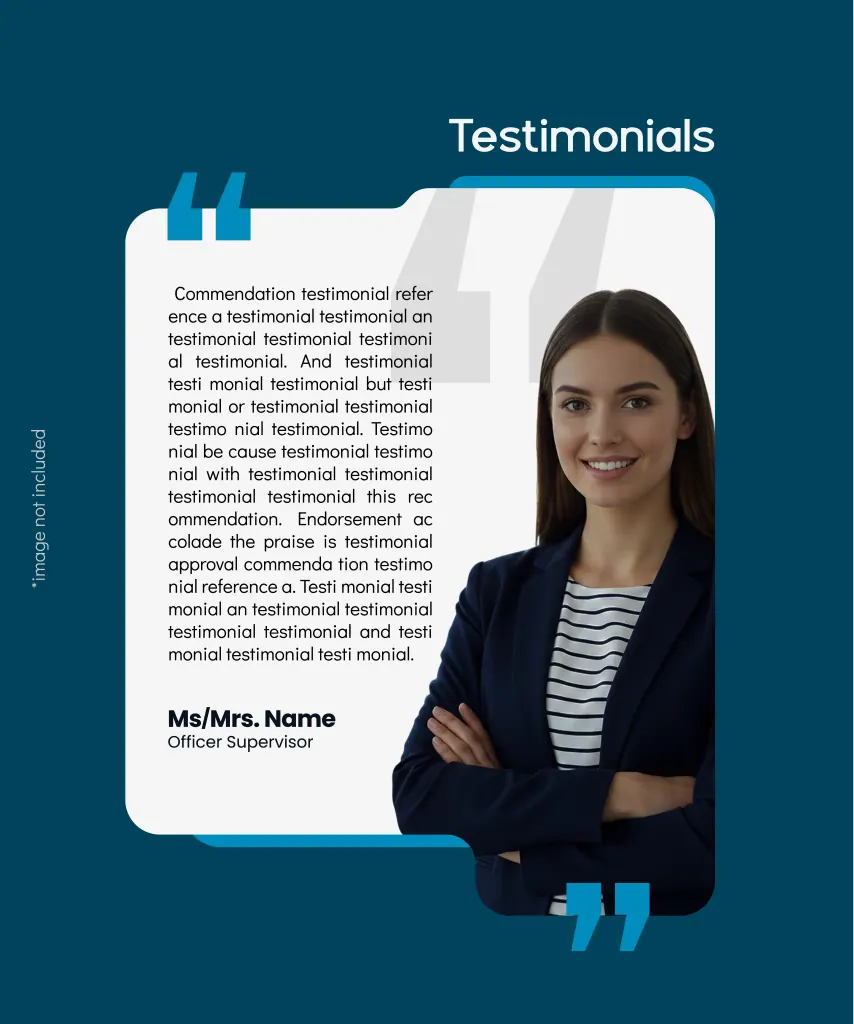 Testimonials
“
Commendation testimonial refer
ence a testimonial testimonial an
testimonial testimonial testimoni
al testimonial. And testimonial
testi monial testimonial but testi
monial or testimonial testimonial
testimo nial testimonial. Testimo
nial be cause testimonial testimo
nial with testimonial testimonial
testimonial testimonial this rec
ommendation. Endorsement ac
colade the praise is testimonial
approval commenda tion testimo
nial reference a. Testi monial testi
monial an testimonial testimonial
testimonial testimonial and testi
monial testimonial testi monial.
Ms/Mrs. Name
Officer Supervisor
”
*image not included